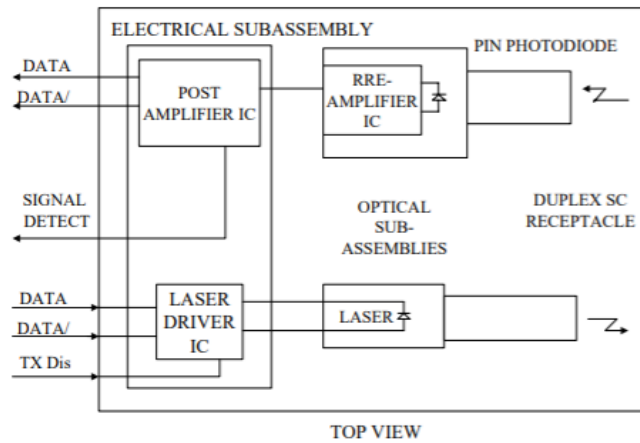 ELECTRICAL SUBASSEMBLY
DATA
DATA/
POST
AMPLIFIER IC
RRE-
AMPLIFIER
IC
PIN PHOTODIODE
SIGNAL
DETECT
OPTICAL
SUB-
ASSEMBLIES
DUPLEX SC
RECEPTACLE
DATA
DATA/
TX Dis
LASER
DRIVER
IC
LASER
TOP VIEW